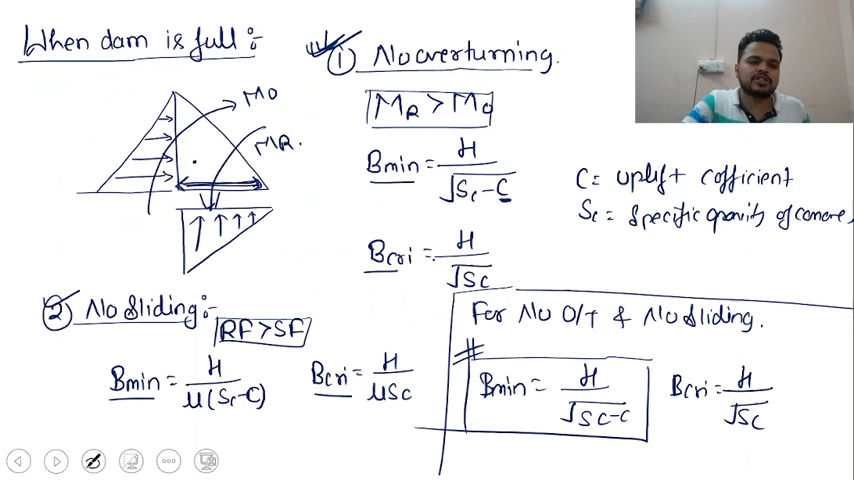 When dam is full :-
MO
MR.
① No overturning.
MR > MO
Bmin = H / √Sc - C
Bcri = H / √Sc
C = uplift cofficient
Sc = Specific gravity of concrete,
② No Sliding :-
RF > SF
Bmin = H / μ(Sc - C)
Bcri = H / μSc
For No O/T & No Sliding.
Bmin = H / √Sc - C
Bcri = H / √Sc